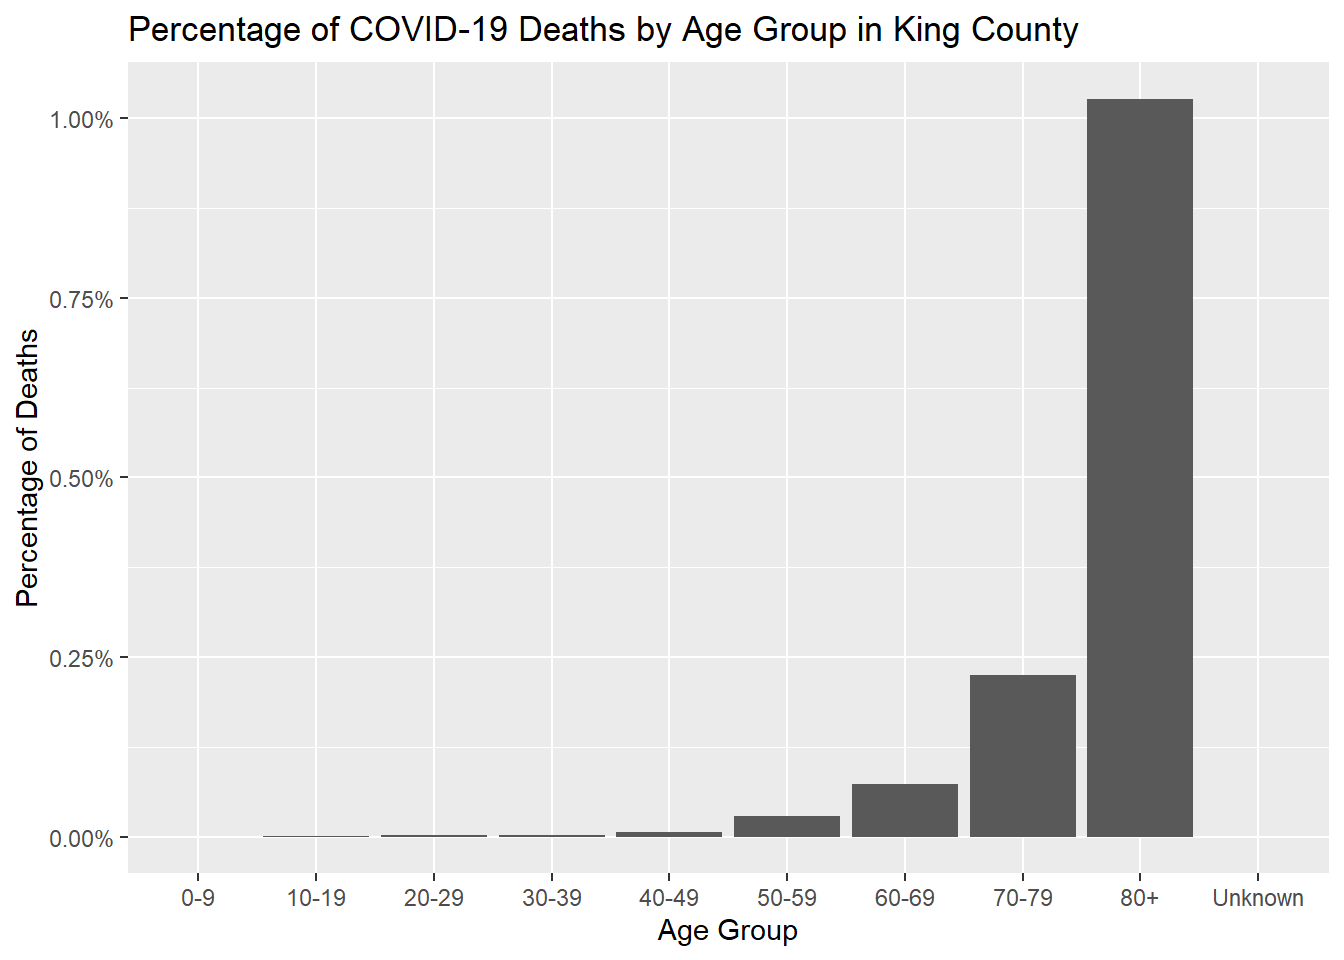 Percentage of COVID-19 Deaths by Age Group in King County
1.00%
0.75%
0.50%
0.25%
0.00%
Percentage of Deaths
0-9 10-19 20-29 30-39 40-49 50-59 60-69 70-79 80+ Unknown
Age Group